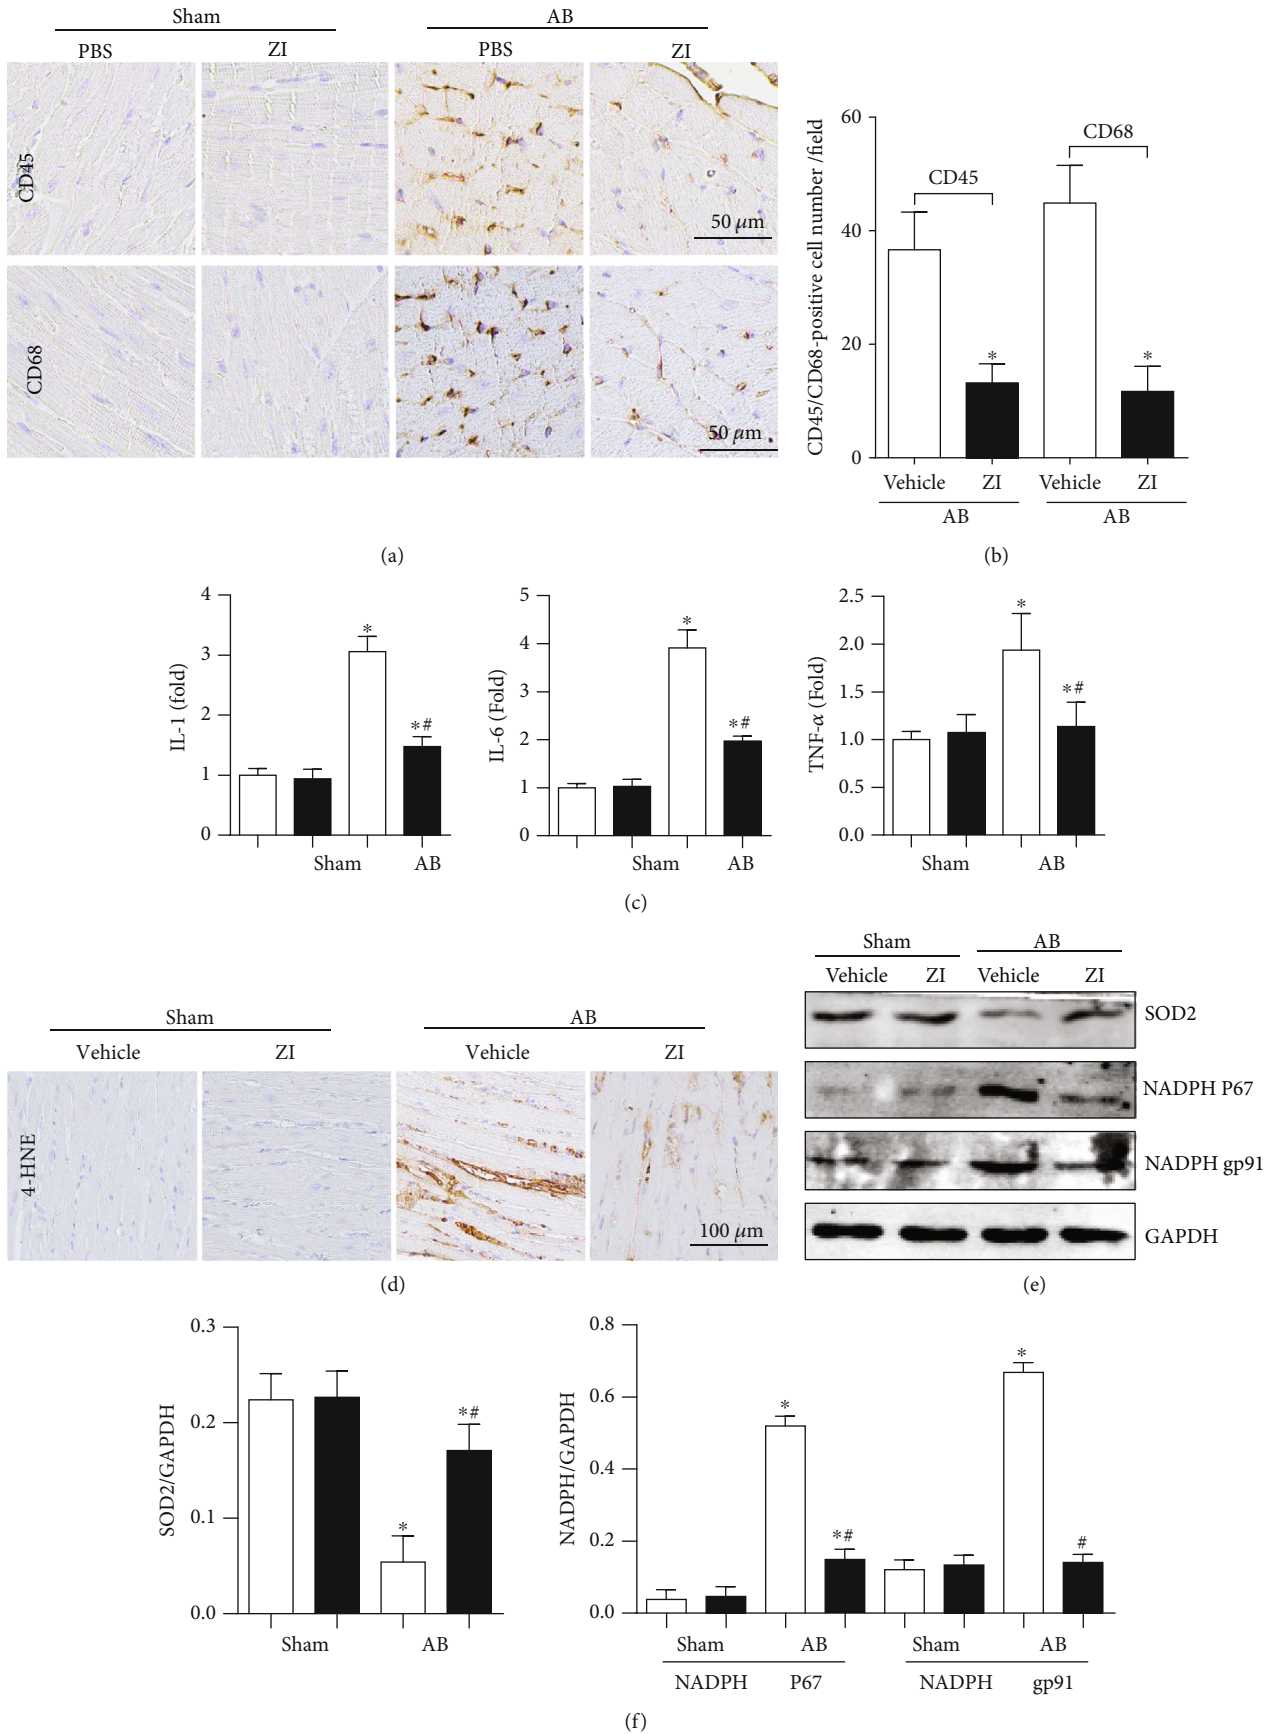 Sham
AB
PBS
ZI
PBS
ZI
CD45
50 μm
CD68
50 μm
(a)
CD45/CD68-positive cell number /field
60
40
20
0
CD45
CD68
*
*
Vehicle
ZI
Vehicle
ZI
AB
AB
(b)
IL-1 (fold)
4
3
2
1
0
*
*#
Sham
AB
IL-6 (Fold)
5
4
3
2
1
0
*
*#
Sham
AB
TNF-α (Fold)
2.5
2.0
1.5
1.0
0.5
0.0
*
*#
Sham
AB
(c)
Sham
AB
Vehicle
ZI
Vehicle
ZI
4-HNE
100 μm
(d)
Sham
AB
Vehicle
ZI
Vehicle
ZI
SOD2
NADPH P67
NADPH gp91
GAPDH
(e)
SOD2/GAPDH
0.3
0.2
0.1
0.0
*
*#
Sham
AB
NADPH/GAPDH
0.8
0.6
0.4
0.2
0.0
*
*#
*
#
Sham
AB
Sham
AB
NADPH
P67
NADPH
gp91
(f)